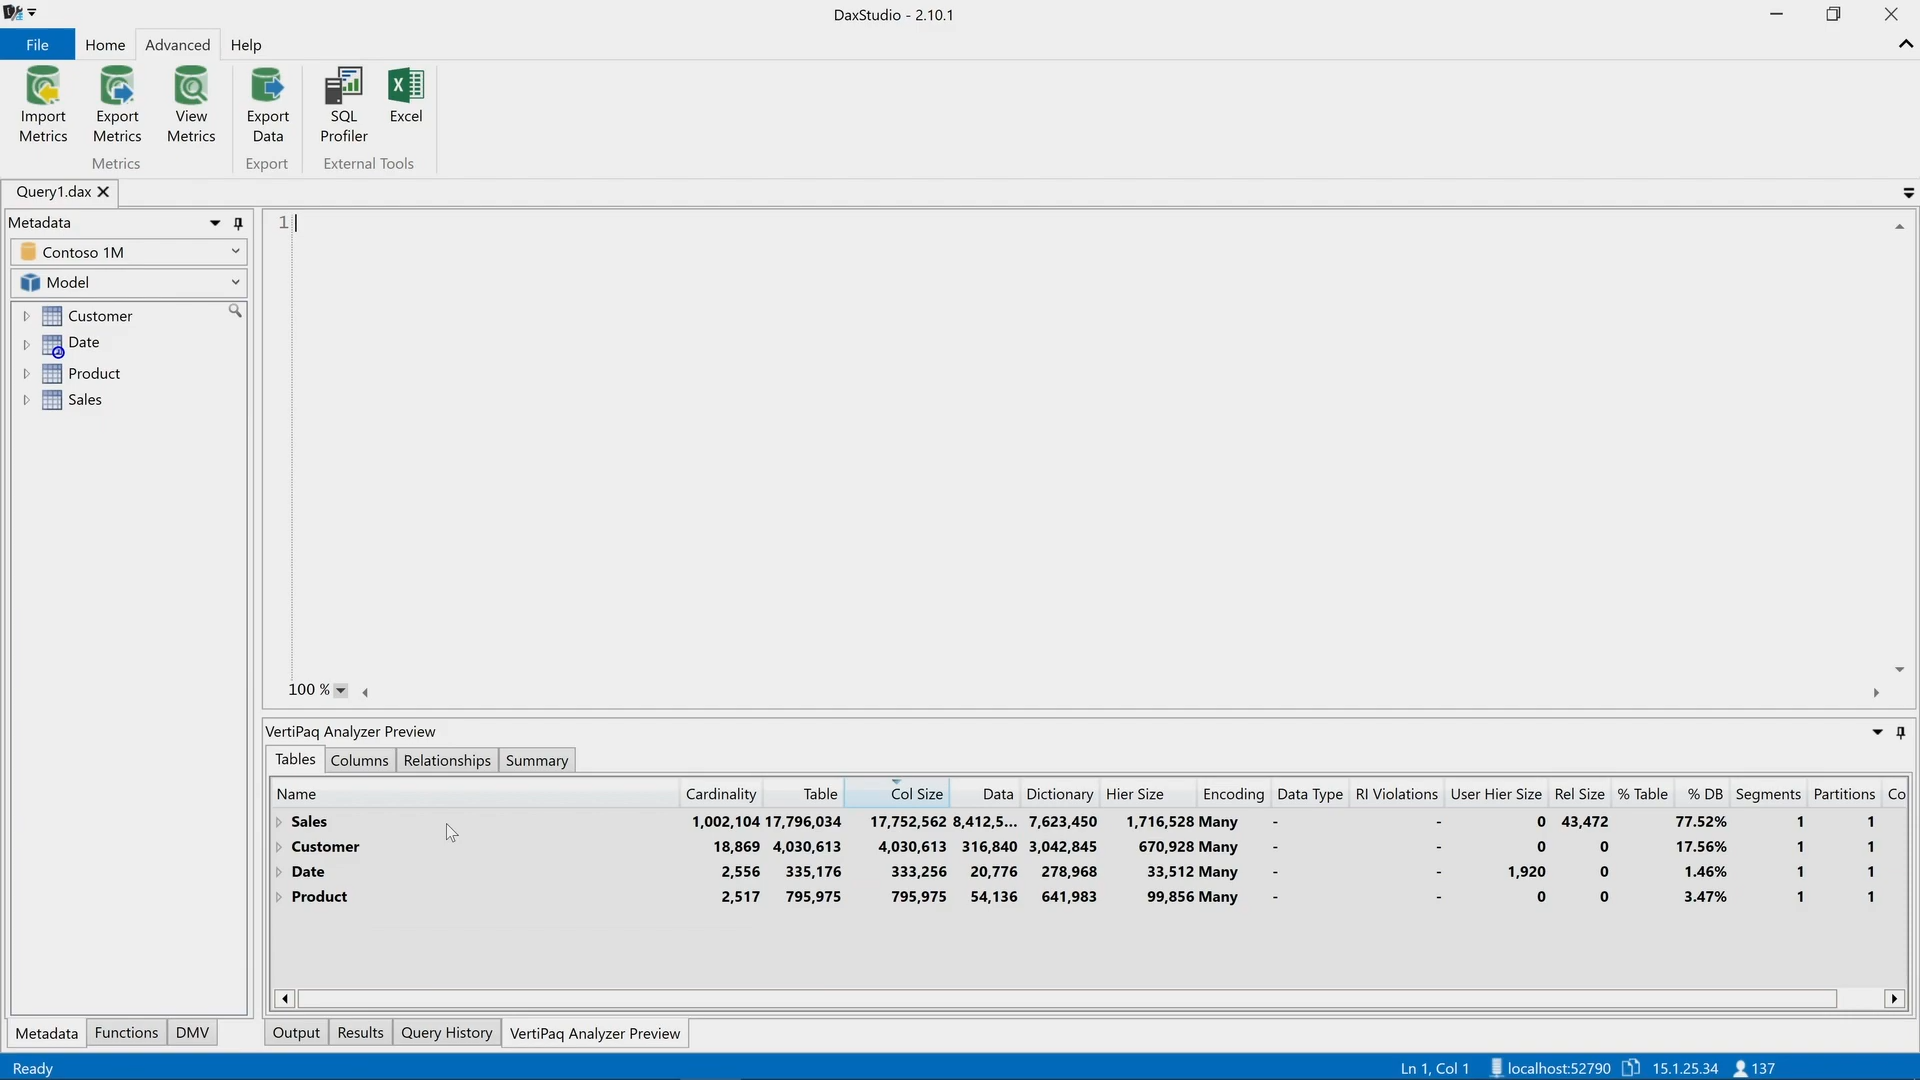 DaxStudio - 2.10.1
File Home Advanced Help
Import Metrics
Export Metrics
View Metrics
Export Data
SQL Profiler
Excel
Metrics Export External Tools
Query1.dax
Metadata
Contoso 1M
Model
Customer
Date
Product
Sales
1
100 %
VertiPaq Analyzer Preview
Tables Columns Relationships Summary
Name Cardinality Table Col Size Data Dictionary Hier Size Encoding Data Type RI Violations User Hier Size Rel Size % Table % DB Segments Partitions Co
Sales 1,002,104 17,796,034 17,752,562 8,412,5... 7,623,450 1,716,528 Many - - 0 43,472 77.52% 1 1
Customer 18,869 4,030,613 4,030,613 316,840 3,042,845 670,928 Many - - 0 0 17.56% 1 1
Date 2,556 335,176 333,256 20,776 278,968 33,512 Many - - 1,920 0 1.46% 1 1
Product 2,517 795,975 795,975 54,136 641,983 99,856 Many - - 0 0 3.47% 1 1
Metadata Functions DMV
Output Results Query History VertiPaq Analyzer Preview
Ready
Ln 1, Col 1 localhost:52790 15.1.25.34 137